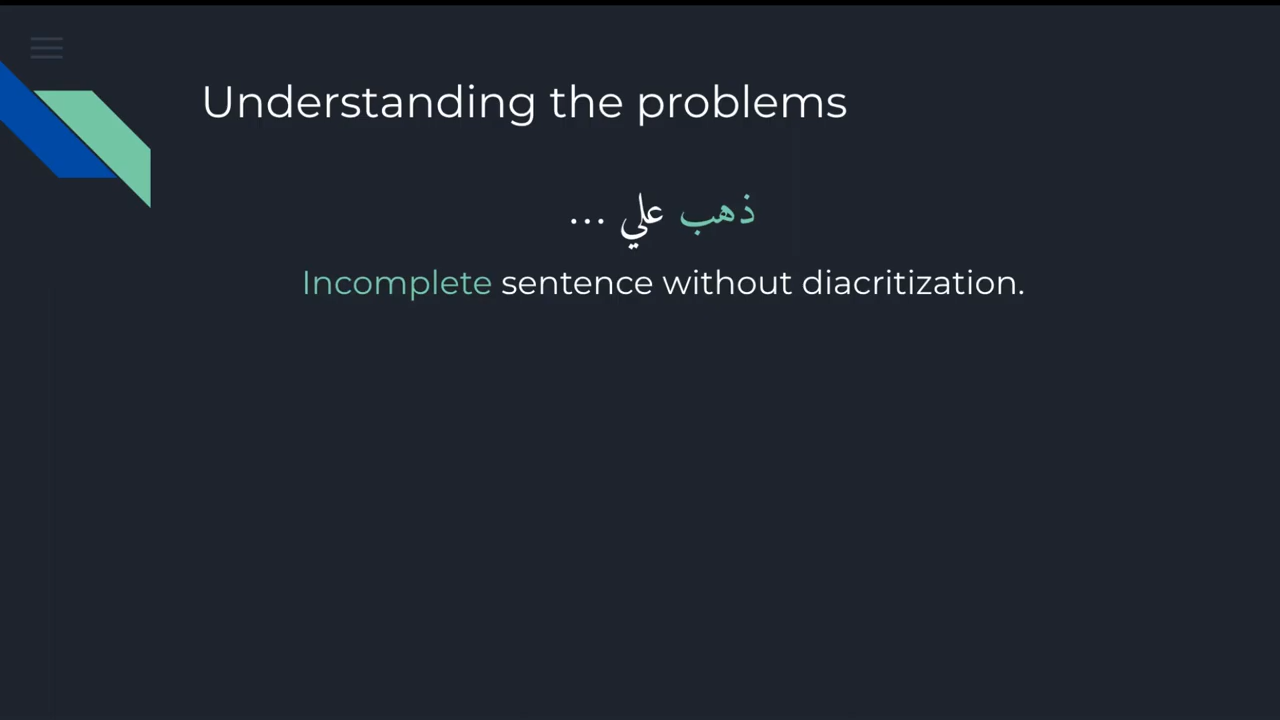 Understanding the problems
ذهب علي ...
Incomplete sentence without diacritization.